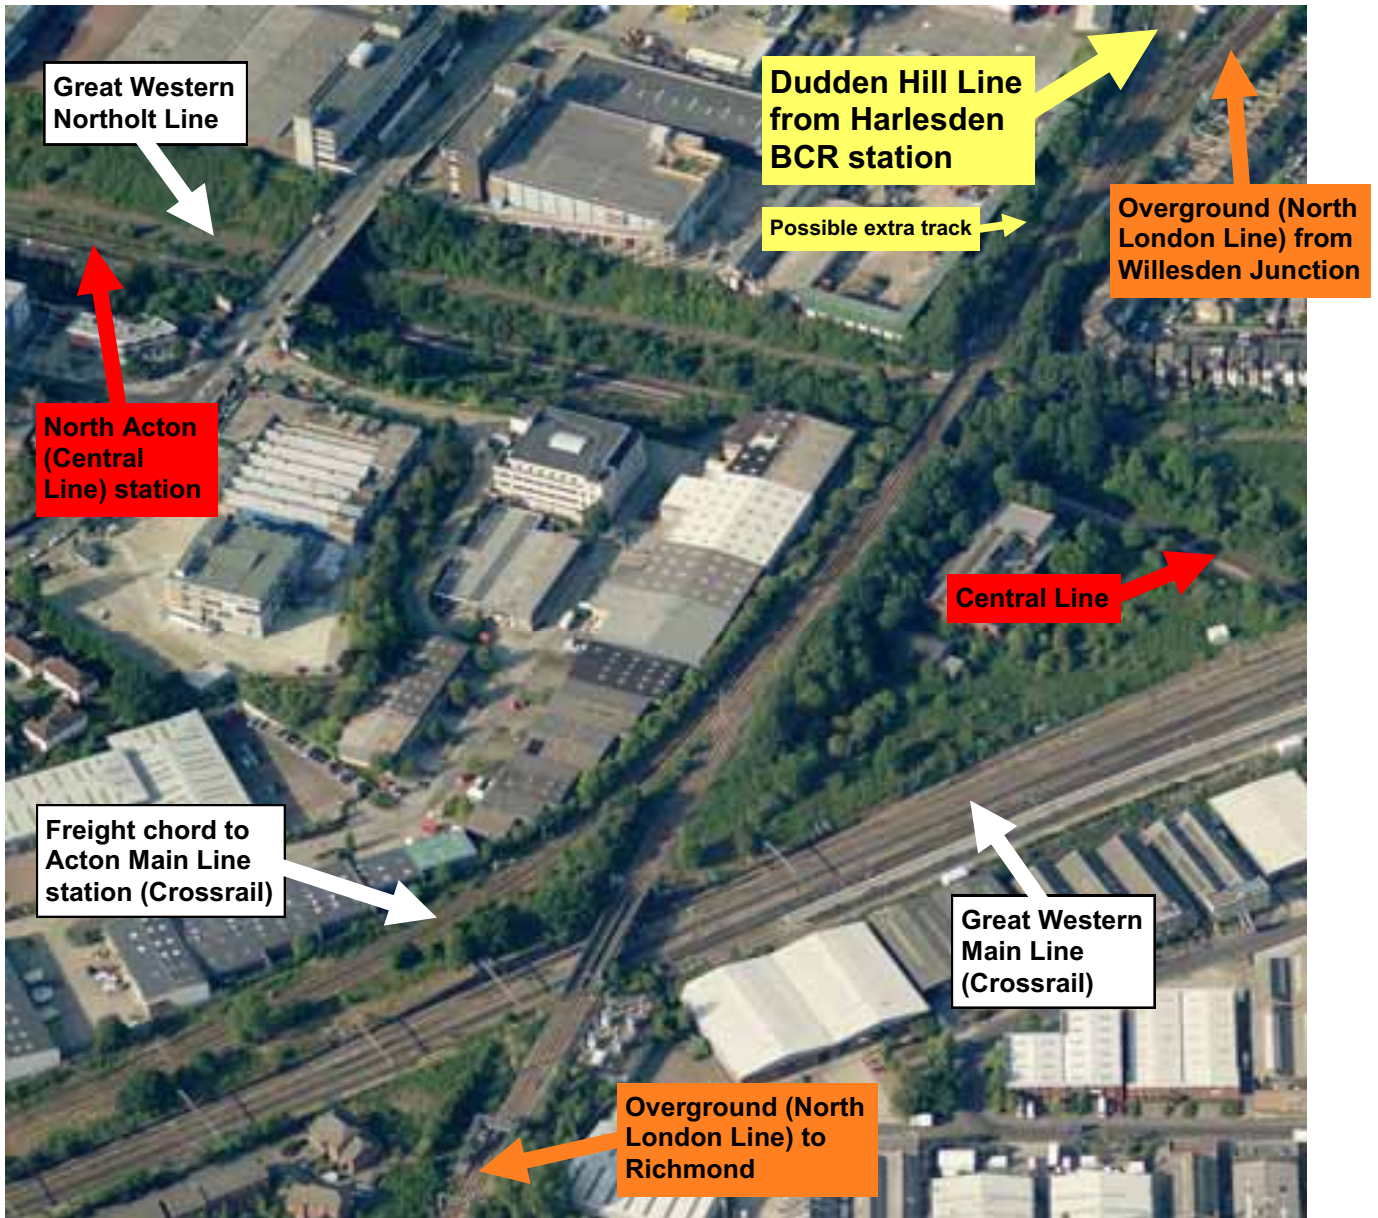 Great Western
Northolt Line
Dudden Hill Line
from Harlesden
BCR station
Possible extra track
Overground (North
London Line) from
Willesden Junction
North Acton
(Central
Line) station
Central Line
Freight chord to
Acton Main Line
station (Crossrail)
Great Western
Main Line
(Crossrail)
Overground (North
London Line) to
Richmond